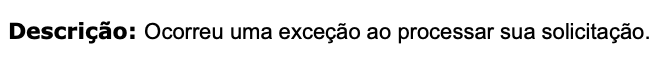 Descrição: Ocorreu uma exceção ao processar sua solicitação.